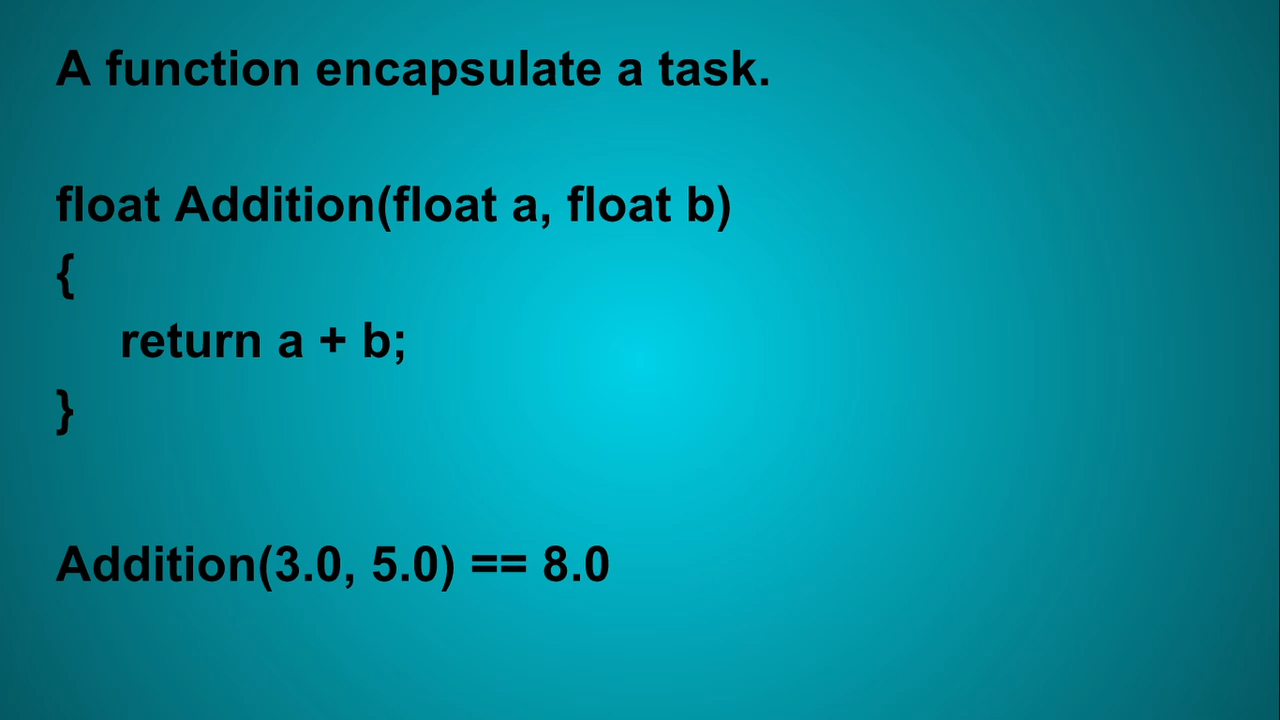 A function encapsulate a task.
float Addition(float a, float b)
{
return a + b;
}
Addition(3.0, 5.0) == 8.0